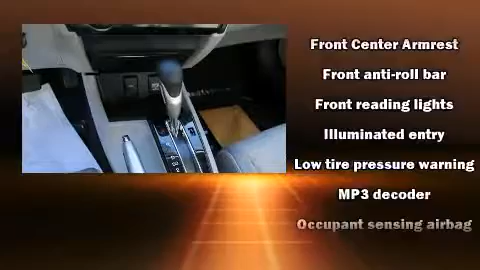 Front Center Armrest
Front anti-roll bar
Front reading lights
Illuminated entry
Low tire pressure warning
MP3 decoder
Occupant sensing airbag